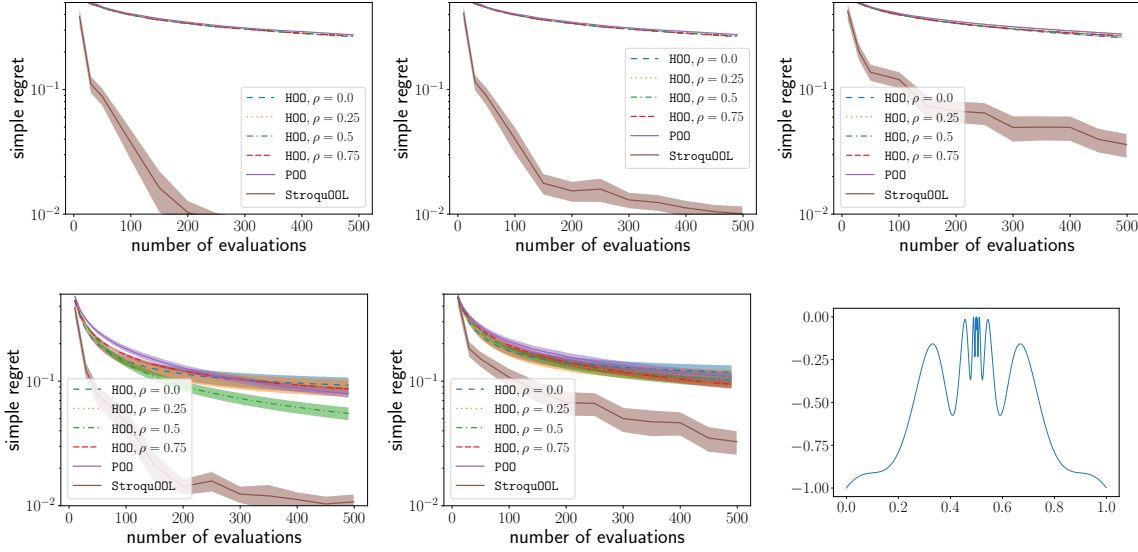 simple regret
10⁻¹
10⁻²
HOO, ρ = 0.0
HOO, ρ = 0.25
HOO, ρ = 0.5
HOO, ρ = 0.75
POO
StroquOOL
0 100 200 300 400 500
number of evaluations
simple regret
10⁻¹
10⁻²
HOO, ρ = 0.0
HOO, ρ = 0.25
HOO, ρ = 0.5
HOO, ρ = 0.75
POO
StroquOOL
0 100 200 300 400 500
number of evaluations
simple regret
10⁻¹
10⁻²
HOO, ρ = 0.0
HOO, ρ = 0.25
HOO, ρ = 0.5
HOO, ρ = 0.75
POO
StroquOOL
0 100 200 300 400 500
number of evaluations
simple regret
10⁻¹
10⁻²
HOO, ρ = 0.0
HOO, ρ = 0.25
HOO, ρ = 0.5
HOO, ρ = 0.75
POO
StroquOOL
0 100 200 300 400 500
number of evaluations
simple regret
10⁻¹
10⁻²
HOO, ρ = 0.0
HOO, ρ = 0.25
HOO, ρ = 0.5
HOO, ρ = 0.75
POO
StroquOOL
0 100 200 300 400 500
number of evaluations
0.00
−0.25
−0.50
−0.75
−1.00
0.0 0.2 0.4 0.6 0.8 1.0